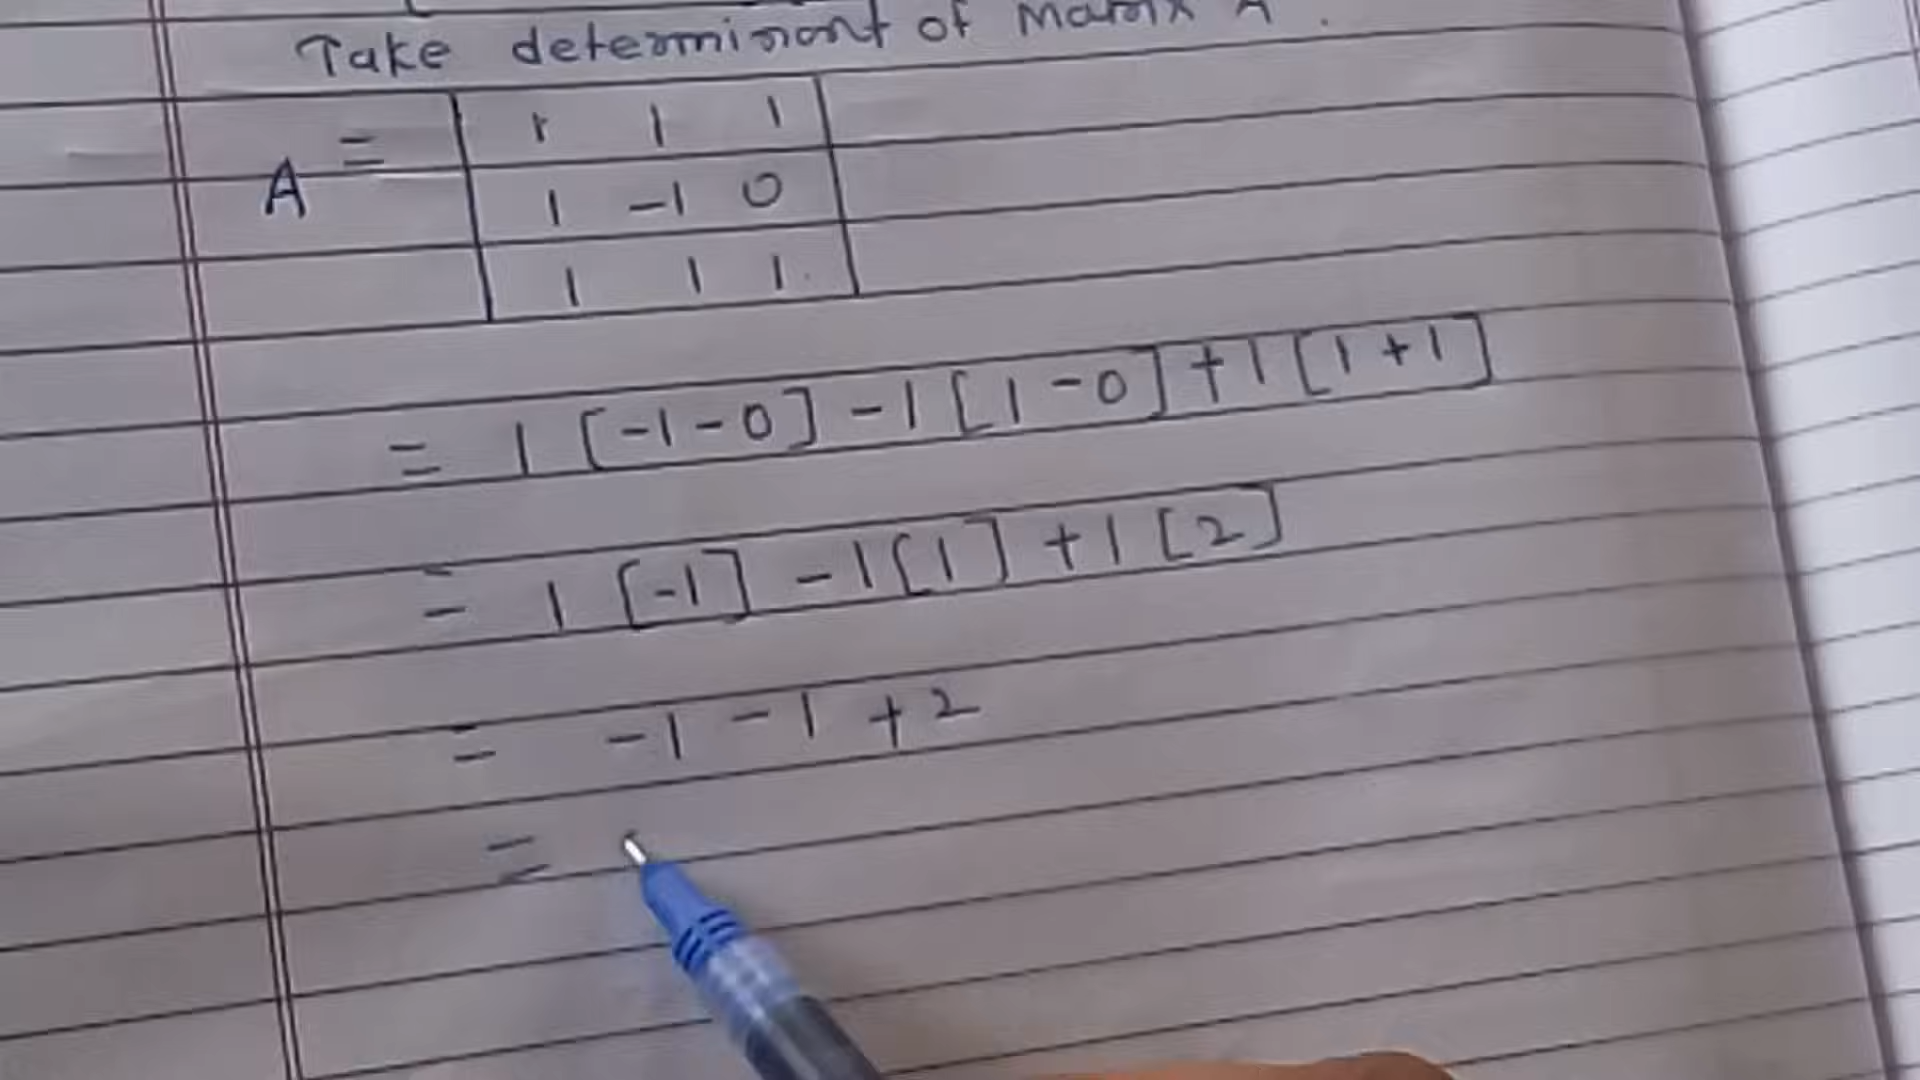 Take determinant of Matrix A.
A = | 1 1 1 |
| 1 -1 0 |
| 1 1 1 |
= 1 [-1-0] -1 [1-0] +1 [1+1]
= 1 [-1] -1 [1] +1 [2]
= -1 -1 +2
=